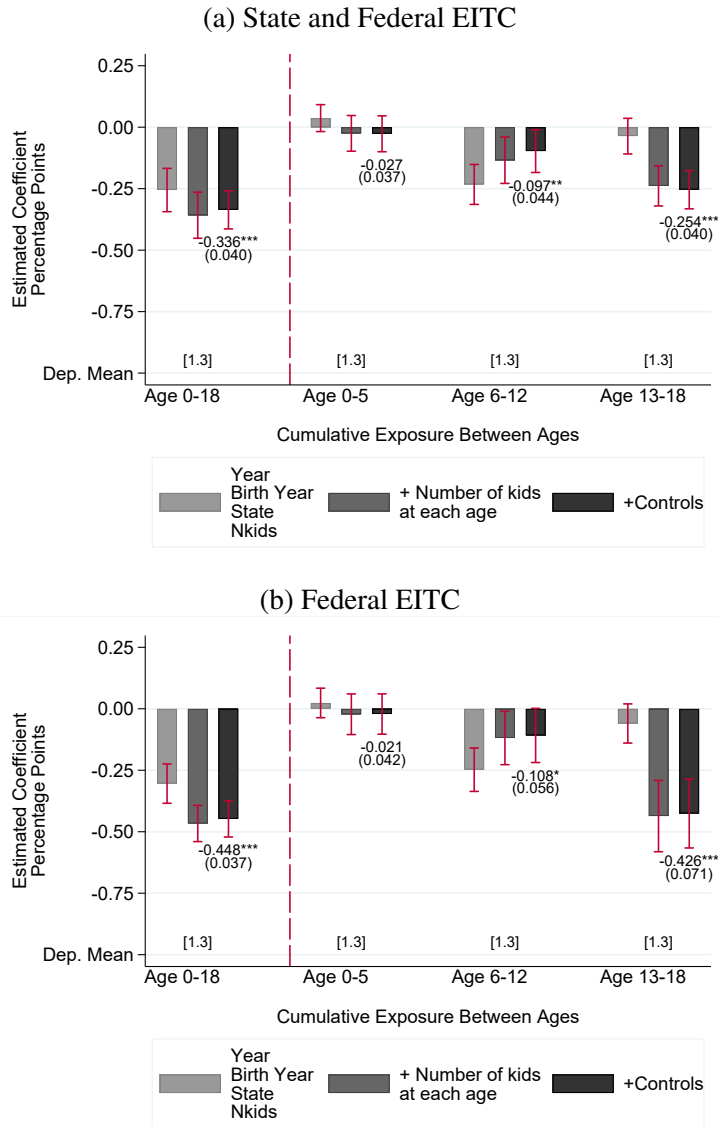 (a) State and Federal EITC
0.25
0.00
-0.25
-0.50
-0.75
Dep. Mean
Estimated Coefficient
Percentage Points
-0.336***
(0.040)
-0.027
(0.037)
-0.097**
(0.044)
-0.254***
(0.040)
[1.3] [1.3] [1.3] [1.3]
Age 0-18 Age 0-5 Age 6-12 Age 13-18
Cumulative Exposure Between Ages
Year
Birth Year
State
Nkids
+ Number of kids
at each age
+Controls
(b) Federal EITC
0.25
0.00
-0.25
-0.50
-0.75
Dep. Mean
Estimated Coefficient
Percentage Points
-0.448***
(0.037)
-0.021
(0.042)
-0.108*
(0.056)
-0.426***
(0.071)
[1.3] [1.3] [1.3] [1.3]
Age 0-18 Age 0-5 Age 6-12 Age 13-18
Cumulative Exposure Between Ages
Year
Birth Year
State
Nkids
+ Number of kids
at each age
+Controls